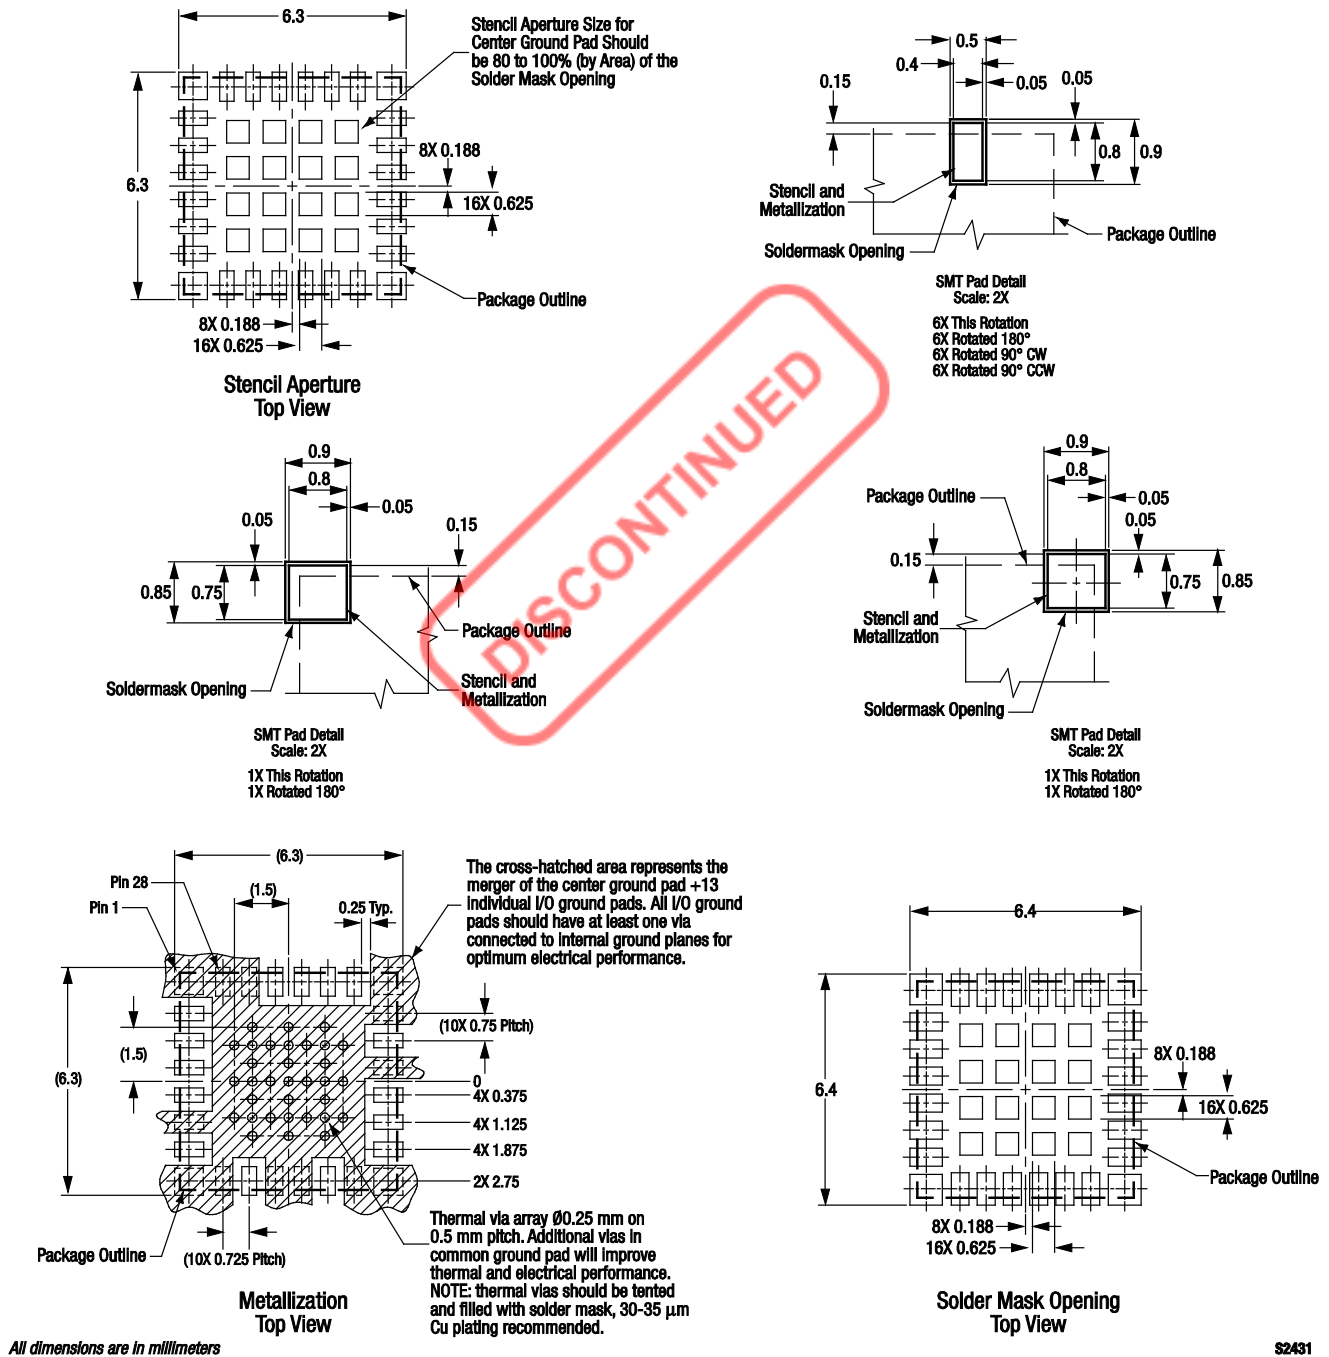 6.3
Stencil Aperture Size for
Center Ground Pad Should
be 80 to 100% (by Area) of the
Solder Mask Opening
6.3
8X 0.188
16X 0.625
Package Outline
8X 0.188
16X 0.625
Stencil Aperture
Top View
0.5
0.4
0.05
0.05
0.15
0.8
0.9
Stencil and
Metallization
Soldermask Opening
Package Outline
SMT Pad Detail
Scale: 2X
6X This Rotation
6X Rotated 180°
6X Rotated 90° CW
6X Rotated 90° CCW
DISCONTINUED
0.9
0.8
0.05
0.05
0.15
0.85
0.75
Package Outline
Soldermask Opening
Stencil and
Metallization
SMT Pad Detail
Scale: 2X
1X This Rotation
1X Rotated 180°
0.9
0.8
Package Outline
0.05
0.05
0.15
0.75
0.85
Stencil and
Metallization
Soldermask Opening
SMT Pad Detail
Scale: 2X
1X This Rotation
1X Rotated 180°
(6.3)
Pin 28
(1.5)
Pin 1
0.25 Typ.
The cross-hatched area represents the
merger of the center ground pad +13
individual I/O ground pads. All I/O ground
pads should have at least one via
connected to internal ground planes for
optimum electrical performance.
(10X 0.75 Pitch)
(1.5)
(6.3)
0
4X 0.375
4X 1.125
4X 1.875
2X 2.75
Package Outline
(10X 0.725 Pitch)
Thermal via array Ø0.25 mm on
0.5 mm pitch. Additional vias in
common ground pad will improve
thermal and electrical performance.
NOTE: thermal vias should be tented
and filled with solder mask, 30-35 μm
Cu plating recommended.
Metallization
Top View
6.4
6.4
8X 0.188
16X 0.625
Package Outline
8X 0.188
16X 0.625
Solder Mask Opening
Top View
All dimensions are in millimeters
S2431